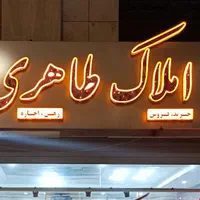 املاک طاهری
خرید، فروش
رهن، اجاره